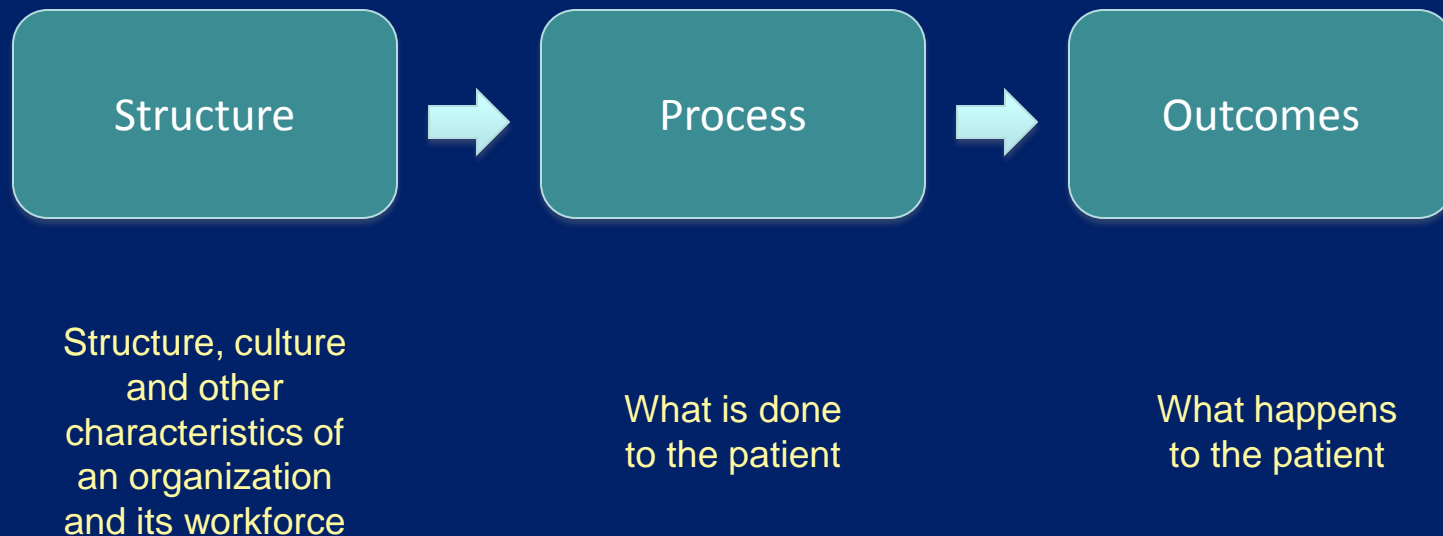 Structure
Process
Outcomes
Structure, culture
and other
characteristics of
an organization
and its workforce
What is done
to the patient
What happens
to the patient